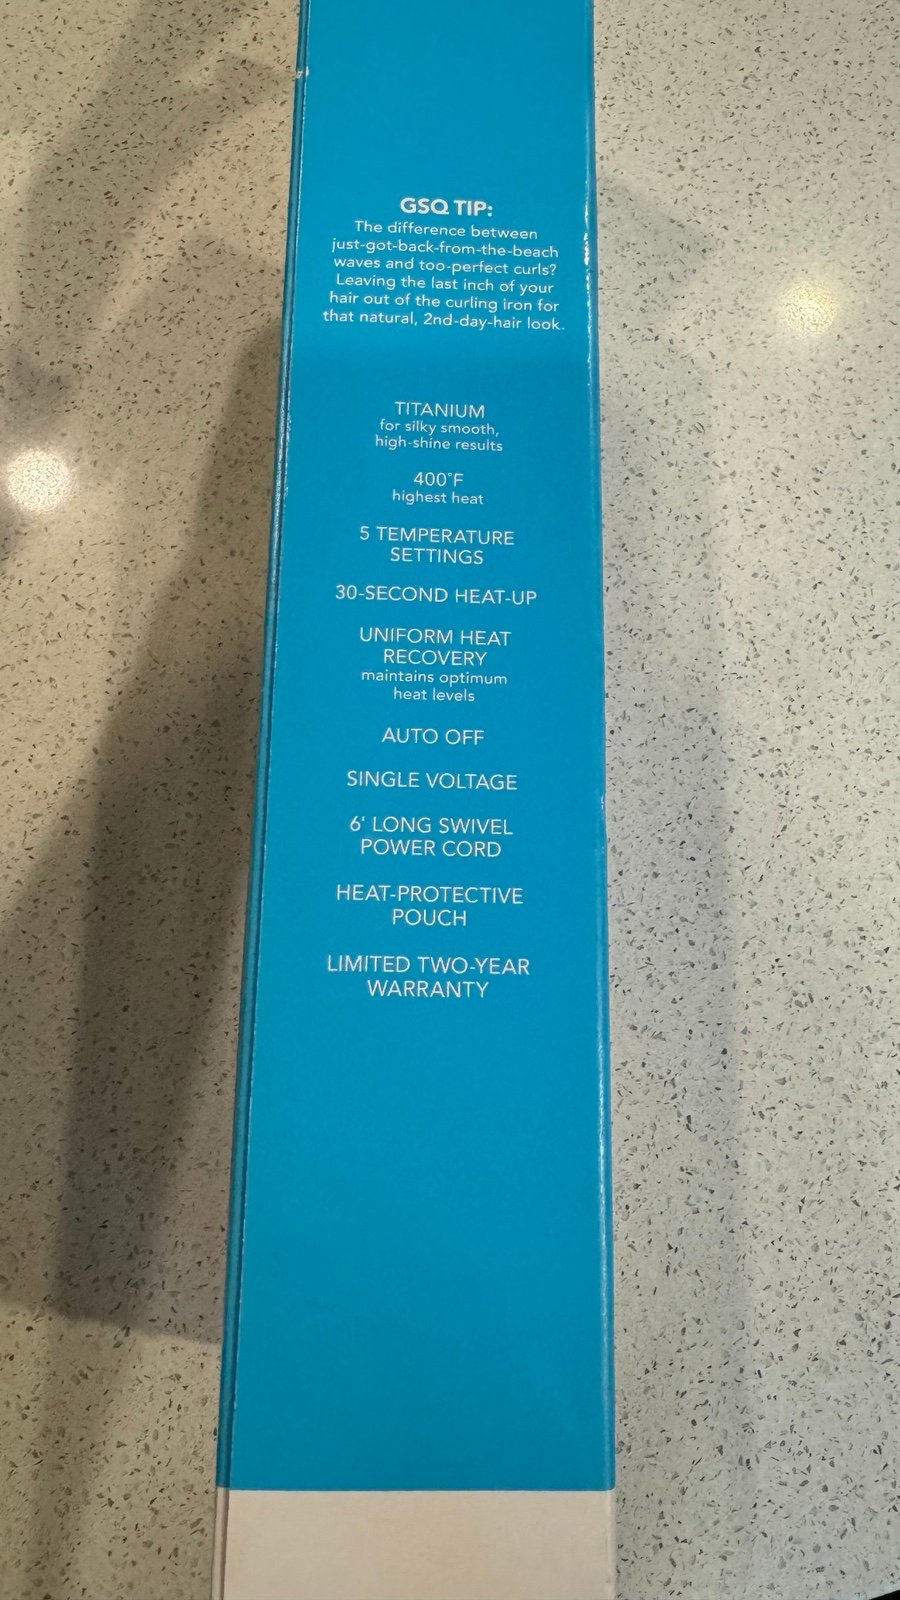 GSQ TIP:
The difference between
just-got-back-from-the-beach
waves and too-perfect curls?
Leaving the last inch of your
hair out of the curling iron for
that natural, 2nd-day-hair look.
TITANIUM
for silky smooth,
high-shine results
400°F
highest heat
5 TEMPERATURE
SETTINGS
30-SECOND HEAT-UP
UNIFORM HEAT
RECOVERY
maintains optimum
heat levels
AUTO OFF
SINGLE VOLTAGE
6' LONG SWIVEL
POWER CORD
HEAT-PROTECTIVE
POUCH
LIMITED TWO-YEAR
WARRANTY